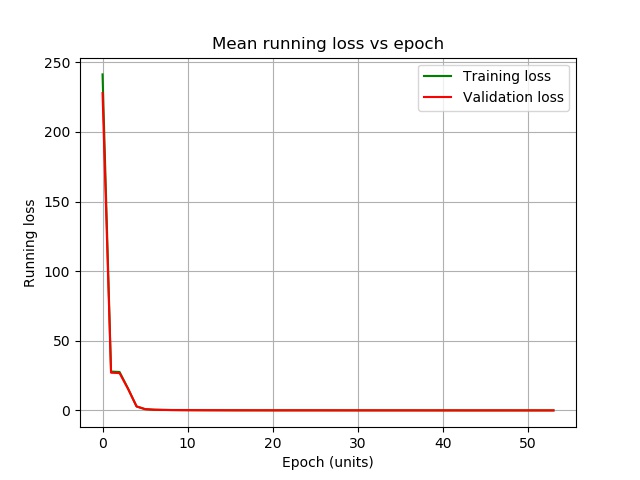 Mean running loss vs epoch
250
200
150
100
50
0
Running loss
Training loss
Validation loss
0 10 20 30 40 50
Epoch (units)